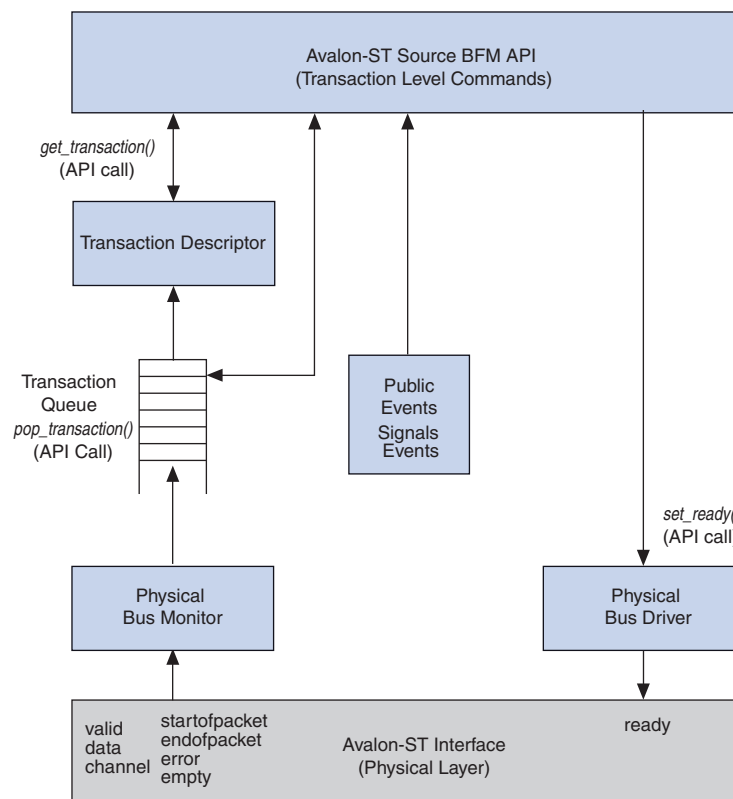 Avalon-ST Source BFM API
(Transaction Level Commands)
get_transaction()
(API call)
Transaction Descriptor
Transaction
Queue
pop_transaction()
(API Call)
Public
Events
Signals
Events
set_ready(
(API call)
Physical
Bus Monitor
Physical
Bus Driver
valid
data
channel
startofpacket
endofpacket
error
empty
Avalon-ST Interface
(Physical Layer)
ready